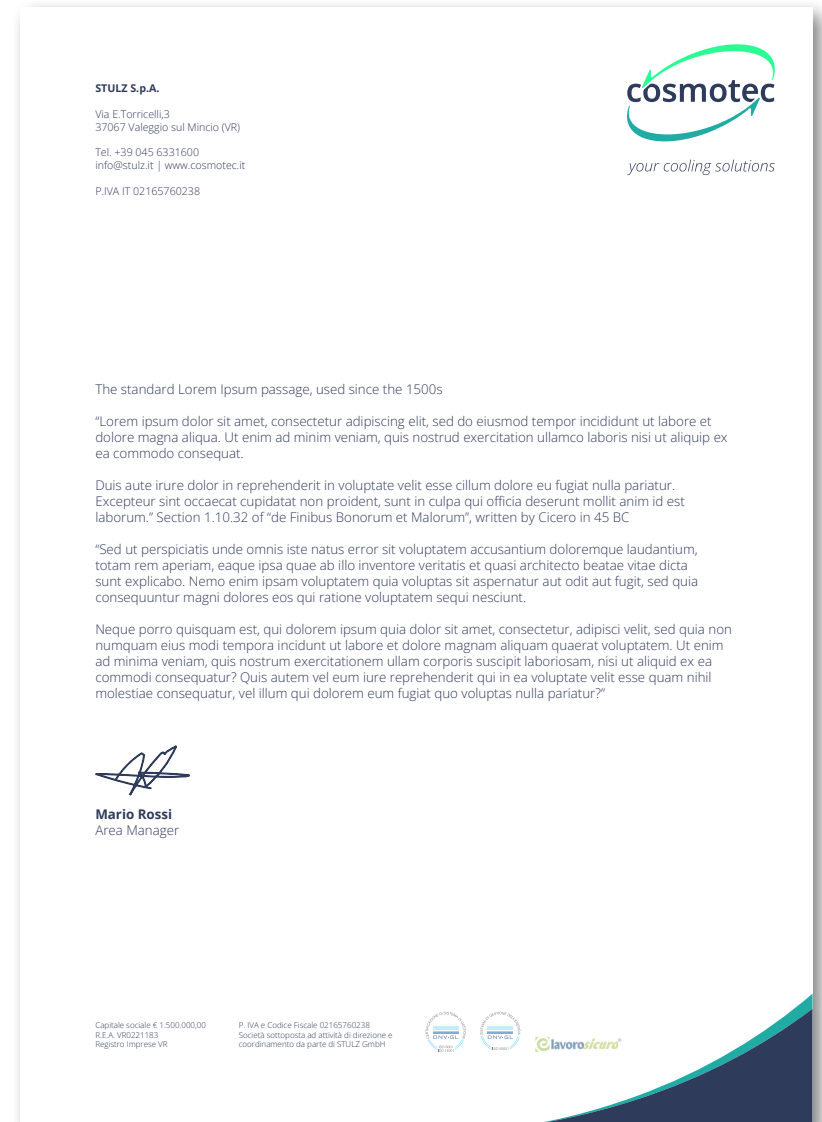 STULZ S.p.A.
Via E.Torricelli,3
37067 Valeggio sul Mincio (VR)
Tel. +39 045 6331600
info@stulz.it | www.cosmotec.it
P.IVA IT 02165760238
cosmotec
your cooling solutions
The standard Lorem Ipsum passage, used since the 1500s
“Lorem ipsum dolor sit amet, consectetur adipiscing elit, sed do eiusmod tempor incididunt ut labore et
dolore magna aliqua. Ut enim ad minim veniam, quis nostrud exercitation ullamco laboris nisi ut aliquip ex
ea commodo consequat.
Duis aute irure dolor in reprehenderit in voluptate velit esse cillum dolore eu fugiat nulla pariatur.
Excepteur sint occaecat cupidatat non proident, sunt in culpa qui officia deserunt mollit anim id est
laborum.” Section 1.10.32 of “de Finibus Bonorum et Malorum”, written by Cicero in 45 BC
“Sed ut perspiciatis unde omnis iste natus error sit voluptatem accusantium doloremque laudantium,
totam rem aperiam, eaque ipsa quae ab illo inventore veritatis et quasi architecto beatae vitae dicta
sunt explicabo. Nemo enim ipsam voluptatem quia voluptas sit aspernatur aut odit aut fugit, sed quia
consequuntur magni dolores eos qui ratione voluptatem sequi nesciunt.
Neque porro quisquam est, qui dolorem ipsum quia dolor sit amet, consectetur, adipisci velit, sed quia non
numquam eius modi tempora incidunt ut labore et dolore magnam aliquam quaerat voluptatem. Ut enim
ad minima veniam, quis nostrum exercitationem ullam corporis suscipit laboriosam, nisi ut aliquid ex ea
commodi consequatur? Quis autem vel eum iure reprehenderit qui in ea voluptate velit esse quam nihil
molestiae consequatur, vel illum qui dolorem eum fugiat quo voluptas nulla pariatur?”
Mario Rossi
Area Manager
Capitale sociale € 1.500.000,00
R.E.A. VR0221183
Registro Imprese VR
P. IVA e Codice Fiscale 02165760238
Società sottoposta ad attività di direzione e
coordinamento da parte di STULZ GmbH
DNV·GL
DNV·GL
elavorosicuro